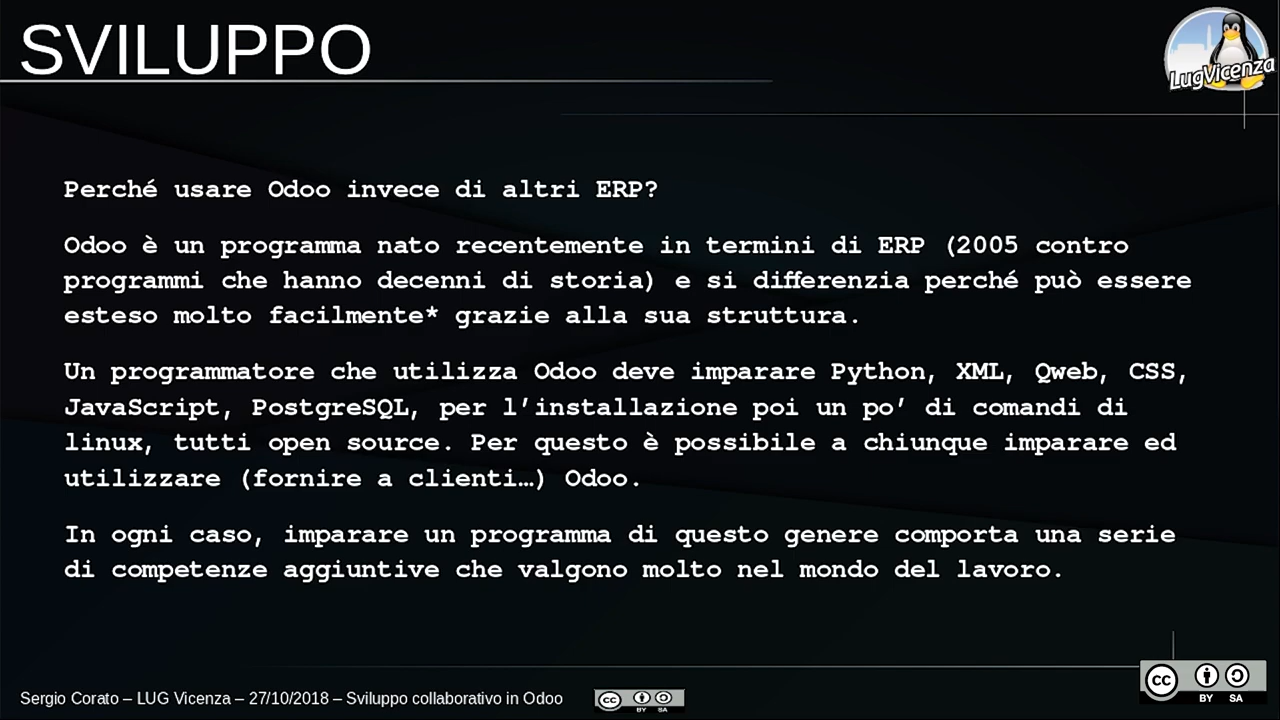 SVILUPPO
LugVicenza
Perché usare Odoo invece di altri ERP?
Odoo è un programma nato recentemente in termini di ERP (2005 contro
programmi che hanno decenni di storia) e si differenzia perché può essere
esteso molto facilmente* grazie alla sua struttura.
Un programmatore che utilizza Odoo deve imparare Python, XML, Qweb, CSS,
JavaScript, PostgreSQL, per l’installazione poi un po’ di comandi di
linux, tutti open source. Per questo è possibile a chiunque imparare ed
utilizzare (fornire a clienti…) Odoo.
In ogni caso, imparare un programma di questo genere comporta una serie
di competenze aggiuntive che valgono molto nel mondo del lavoro.
Sergio Corato – LUG Vicenza – 27/10/2018 – Sviluppo collaborativo in Odoo
cc BY SA
cc BY SA